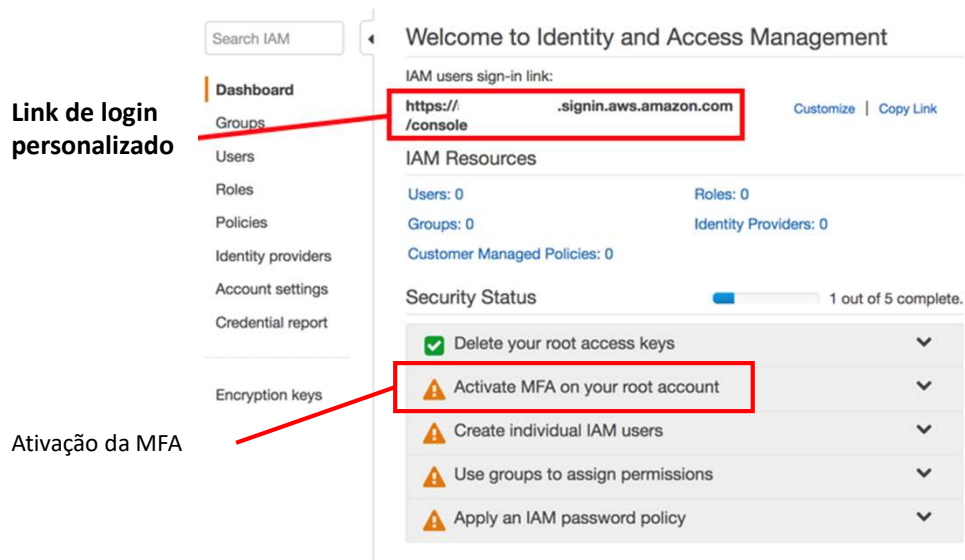 Search IAM
Dashboard
Groups
Users
Roles
Policies
Identity providers
Account settings
Credential report
Encryption keys
Link de login
personalizado
Ativação da MFA
Welcome to Identity and Access Management
IAM users sign-in link:
https:// .signin.aws.amazon.com
/console
Customize | Copy Link
IAM Resources
Users: 0 Roles: 0
Groups: 0 Identity Providers: 0
Customer Managed Policies: 0
Security Status 1 out of 5 complete.
Delete your root access keys
Activate MFA on your root account
Create individual IAM users
Use groups to assign permissions
Apply an IAM password policy